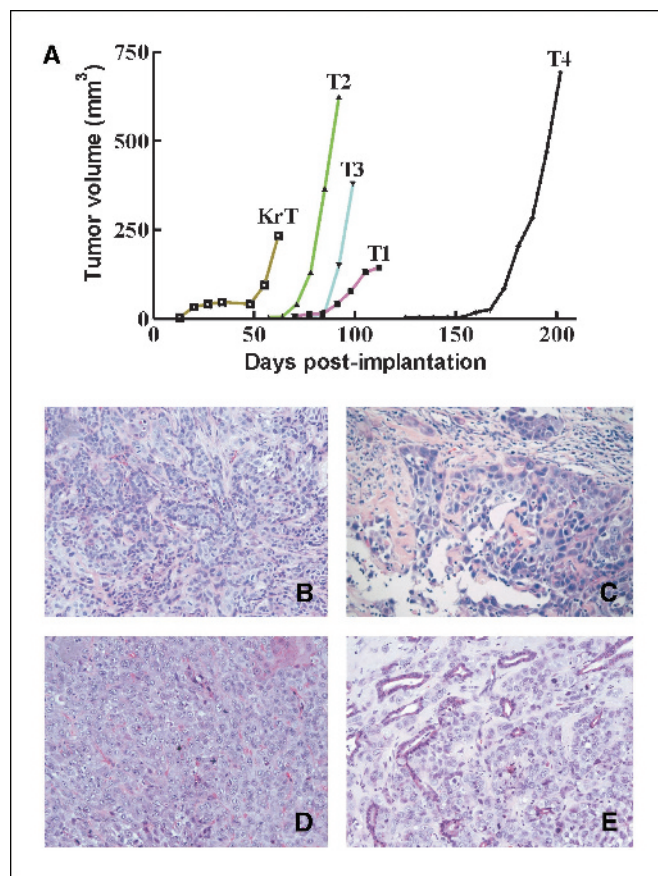 A
Tumor volume (mm³)
750
500
250
0
KrT
T2
T3
T1
T4
0
50
100
150
200
Days post-implantation
B
C
D
E